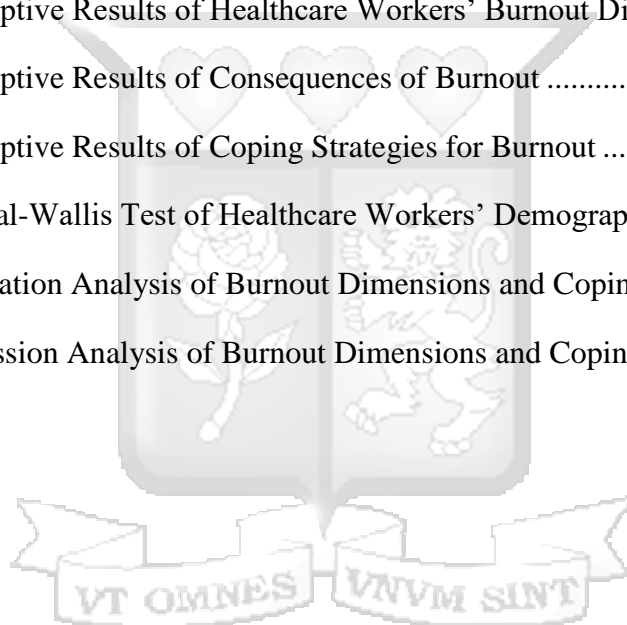 ptive Results of Healthcare Workers’ Burnout Di
ptive Results of Consequences of Burnout ..........
ptive Results of Coping Strategies for Burnout ...
al-Wallis Test of Healthcare Workers’ Demograp
ation Analysis of Burnout Dimensions and Copin
ssion Analysis of Burnout Dimensions and Copin
VT OMNES VNVM SINT